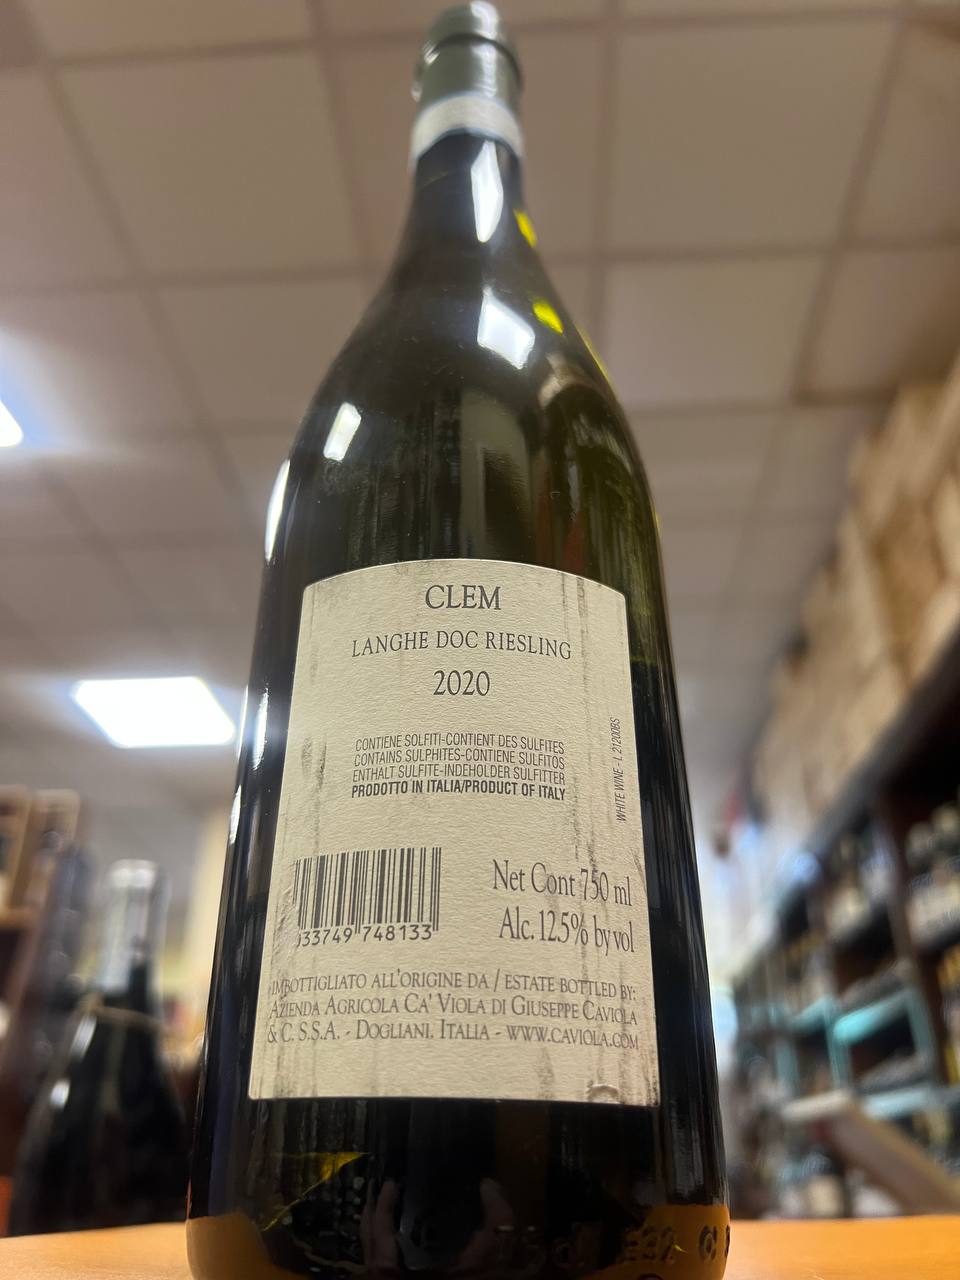 CLEM
LANGHE DOC RIESLING
2020
CONTIENE SOLFITI-CONTIENT DES SULFITES
CONTAINS SULPHITES-CONTIENE SULFITOS
ENTHALT SULFITE-INDEHOLDER SULFITTER
PRODOTTO IN ITALIA/PRODUCT OF ITALY
WHITE WINE - L 21200BS
Net Cont 750 ml
Alc. 12.5% by vol
33749 748133
IMBOTTIGLIATO ALL'ORIGINE DA / ESTATE BOTTLED BY:
AZIENDA AGRICOLA CA' VIOLA DI GIUSEPPE CAVIOLA
& C. S.S.A. - DOGLIANI. ITALIA - WWW.CAVIOLA.COM